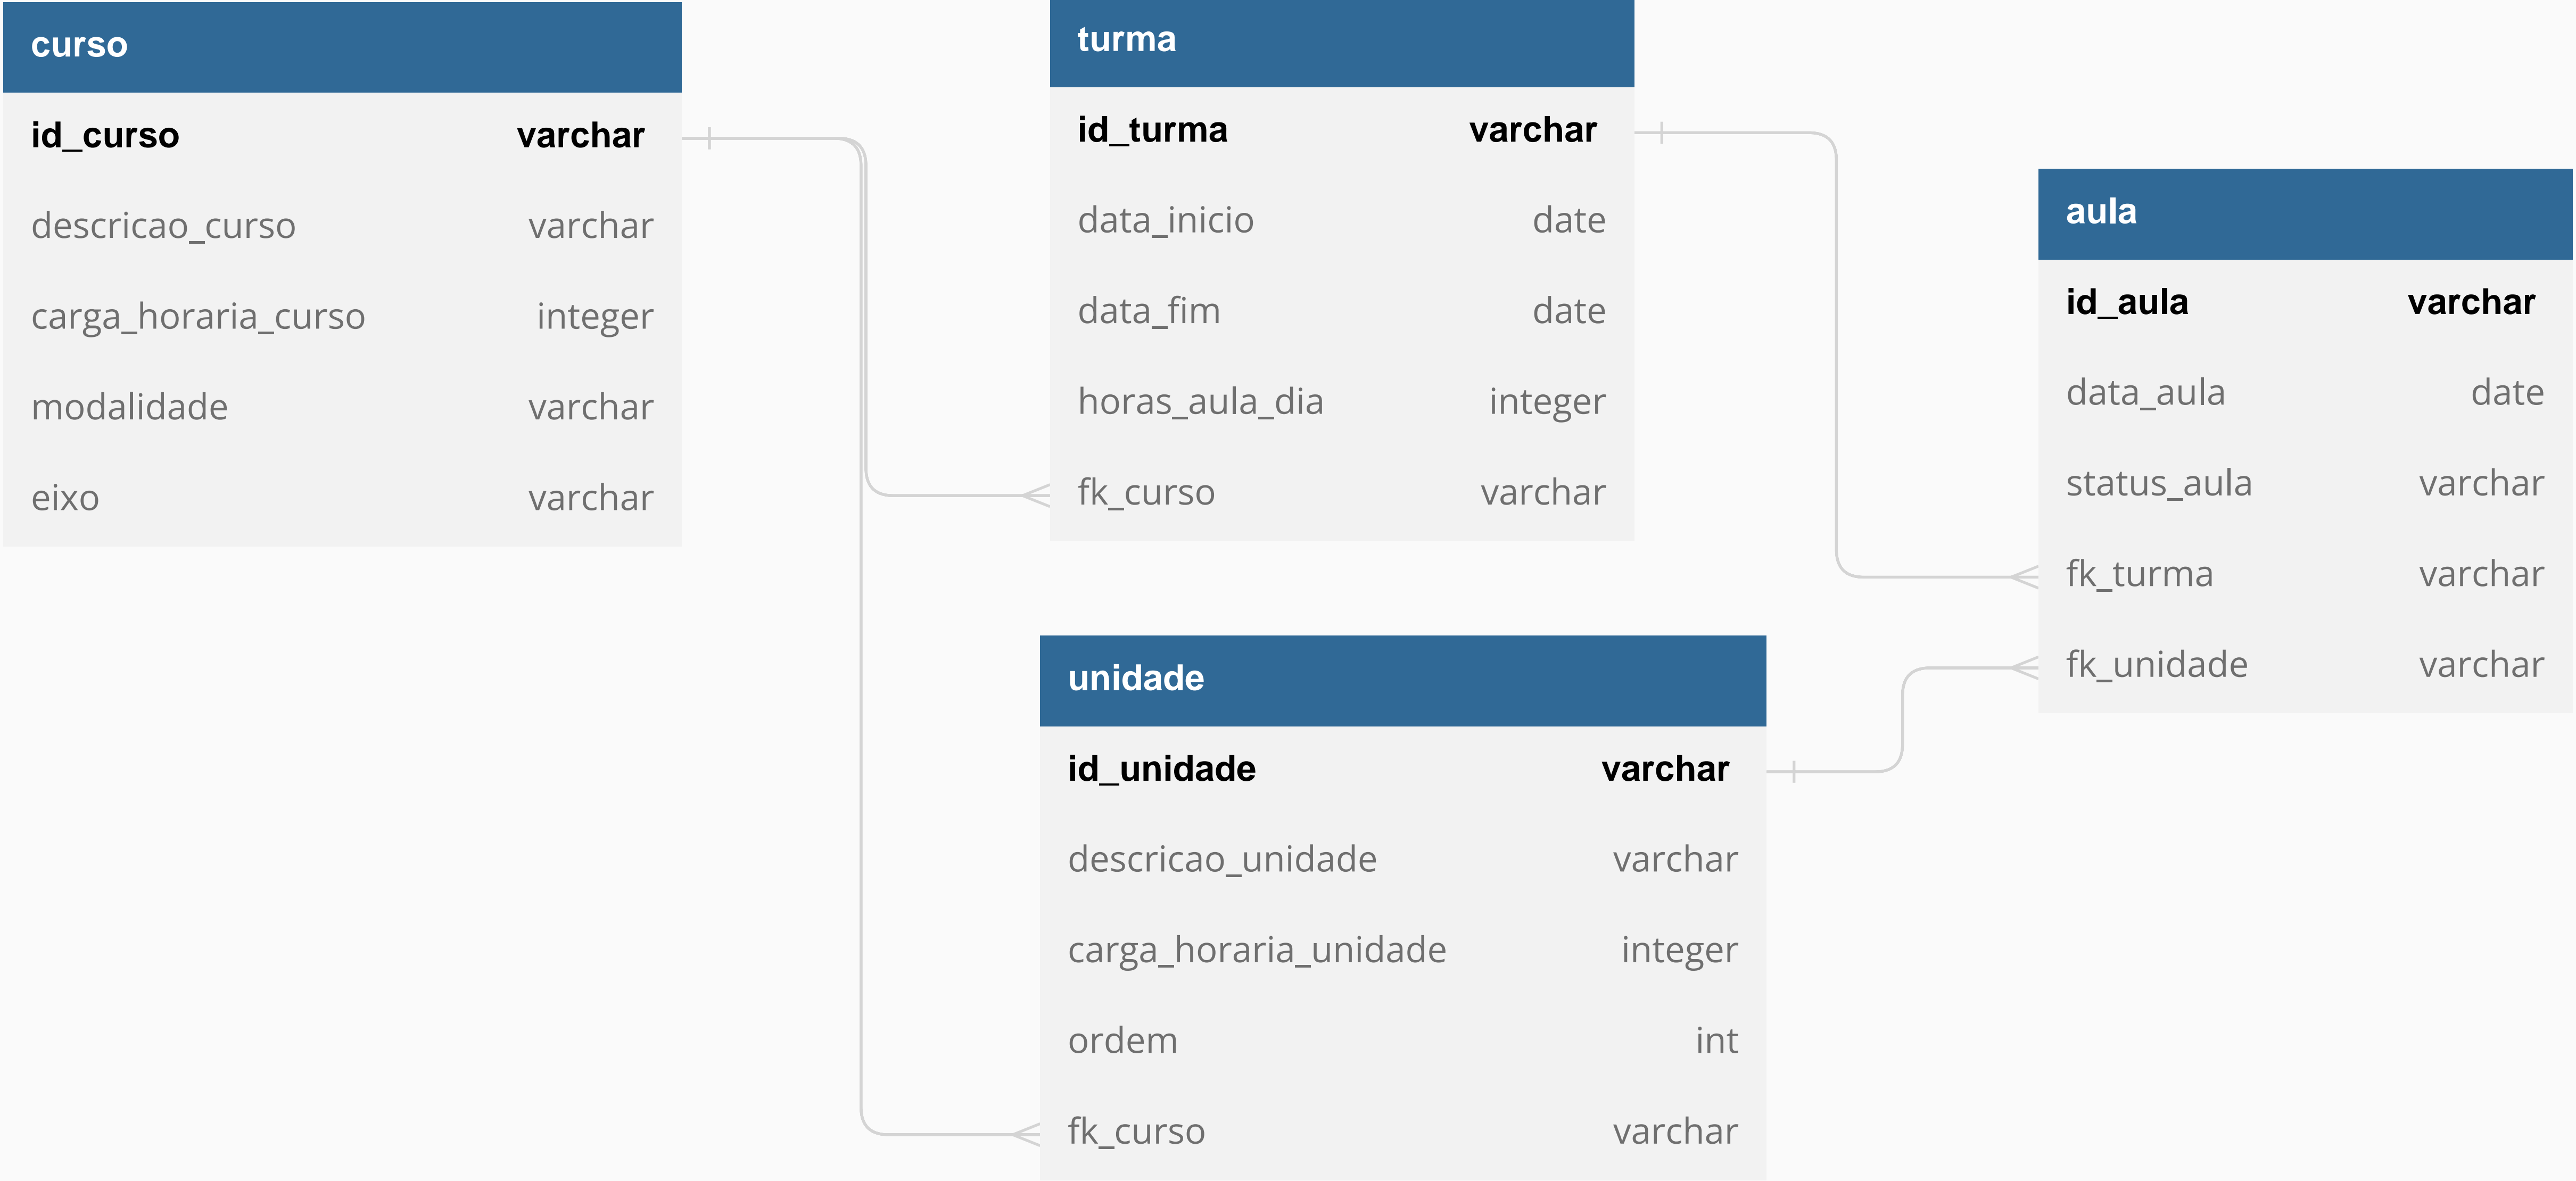 curso
id_curso varchar
descricao_curso varchar
carga_horaria_curso integer
modalidade varchar
eixo varchar
turma
id_turma varchar
data_inicio date
data_fim date
horas_aula_dia integer
fk_curso varchar
aula
id_aula varchar
data_aula date
status_aula varchar
fk_turma varchar
fk_unidade varchar
unidade
id_unidade varchar
descricao_unidade varchar
carga_horaria_unidade integer
ordem int
fk_curso varchar